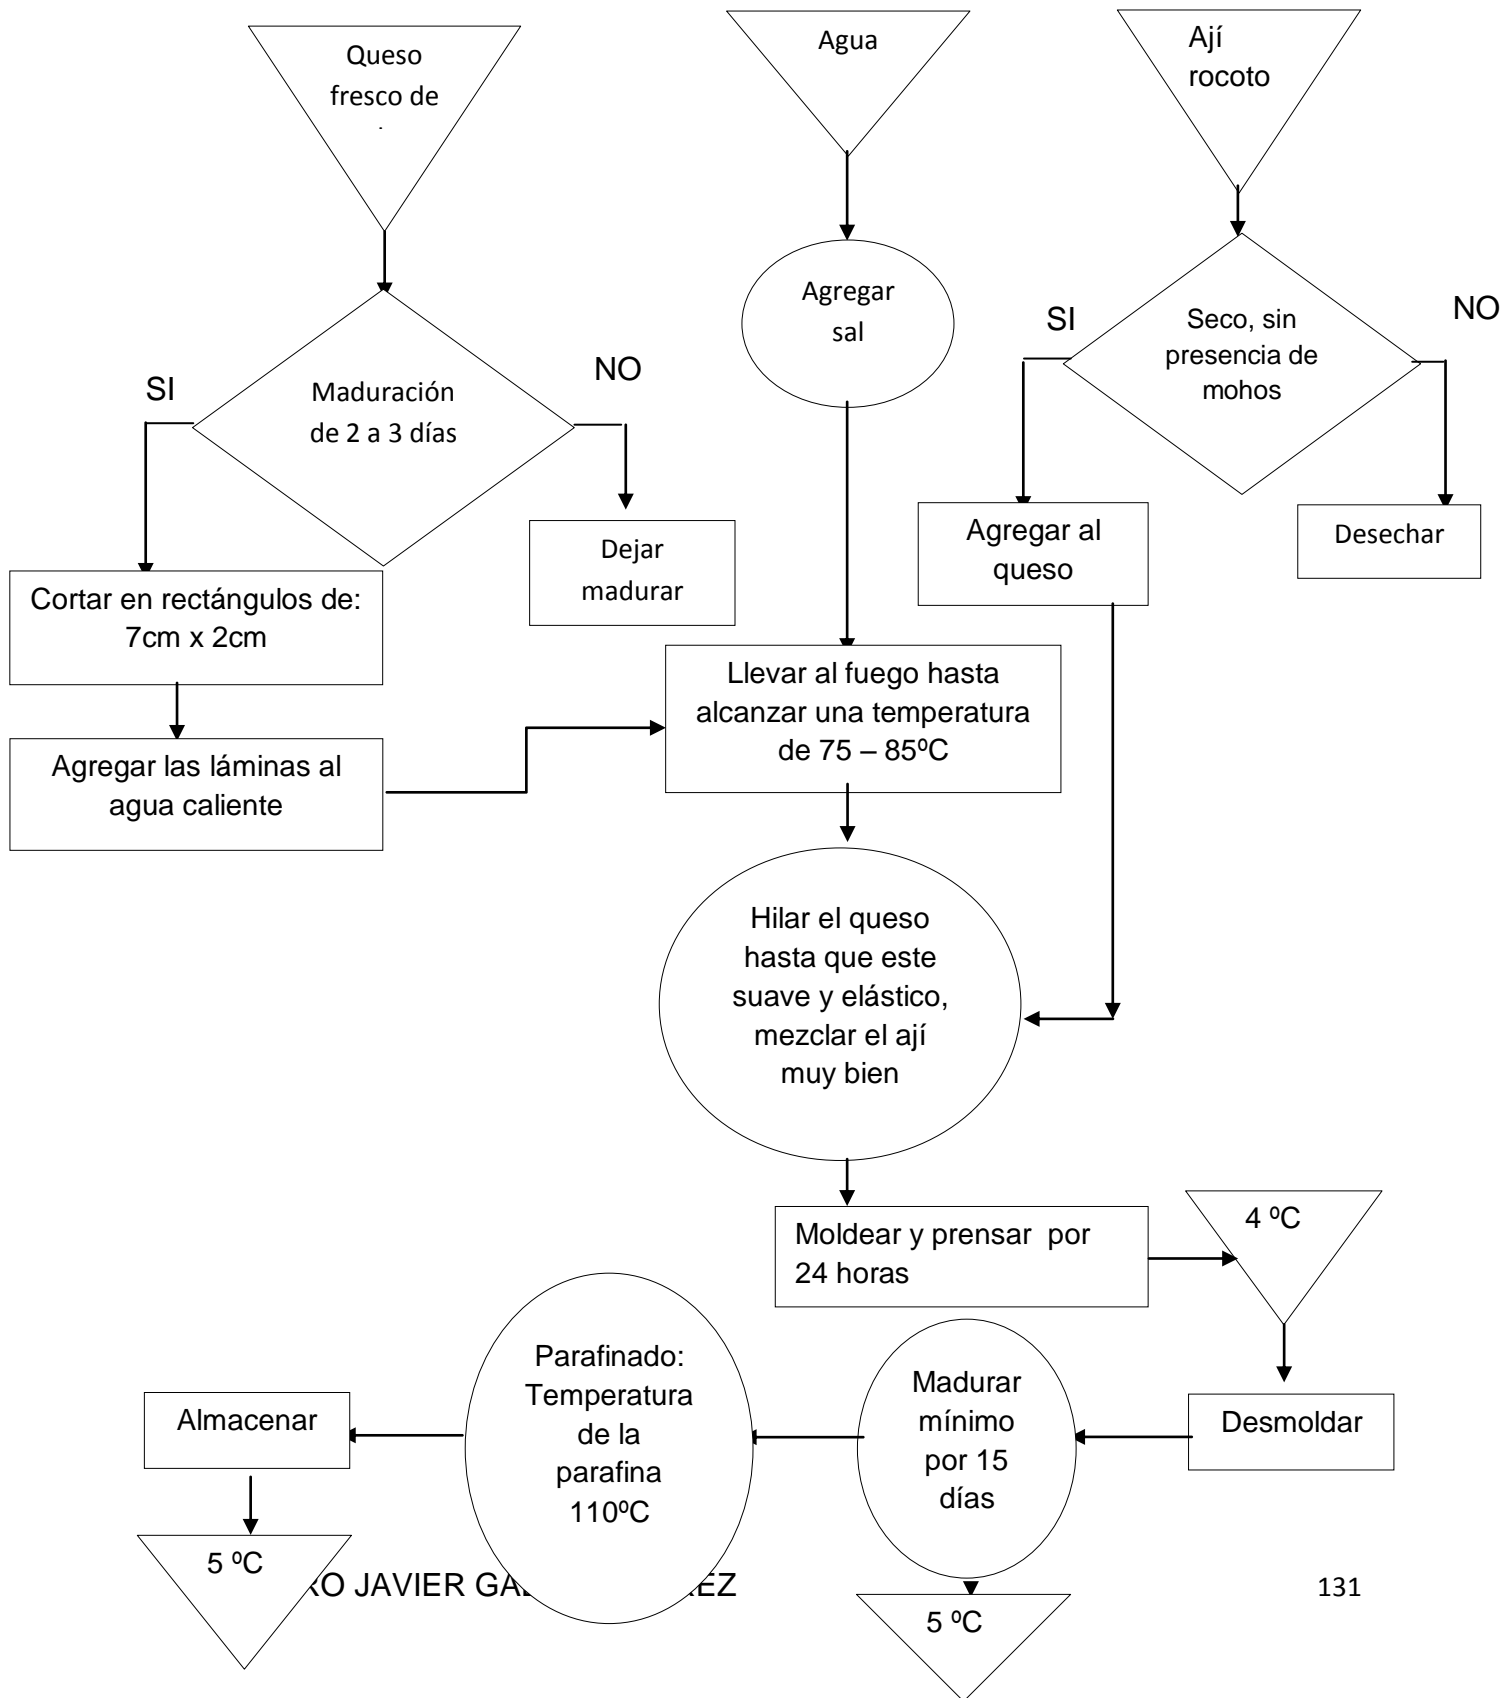 Queso
fresco de
Agua
Ají
rocoto
SI
Maduración
de 2 a 3 días
NO
Agregar
sal
SI
Seco, sin
presencia de
mohos
NO
Dejar
madurar
Agregar al
queso
Desechar
Cortar en rectángulos de:
7cm x 2cm
Llevar al fuego hasta
alcanzar una temperatura
de 75 – 85ºC
Agregar las láminas al
agua caliente
Hilar el queso
hasta que este
suave y elástico,
mezclar el ají
muy bien
Moldear y prensar por
24 horas
4 ºC
Desmoldar
Madurar
mínimo
por 15
días
5 ºC
Parafinado:
Temperatura
de la
parafina
110ºC
Almacenar
5 ºC
JAVIER
131